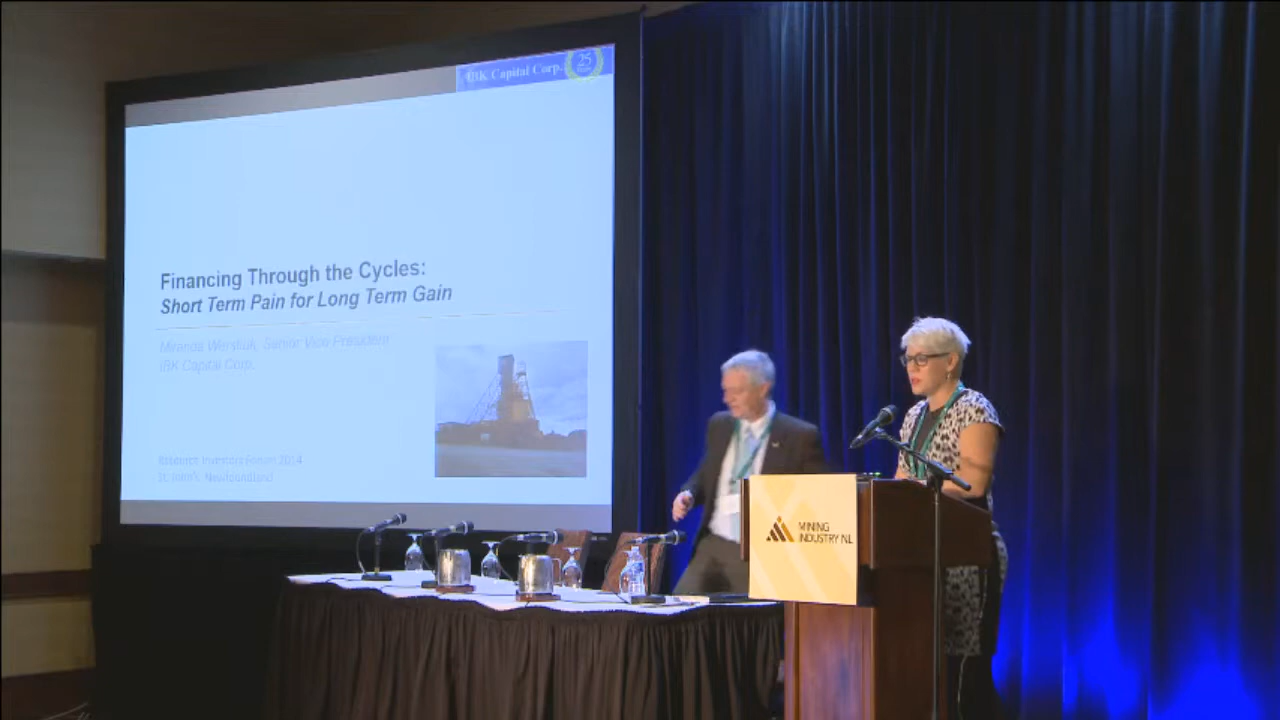 IBK Capital Corp.
25
Financing Through the Cycles:
Short Term Pain for Long Term Gain
Miranda Werstiuk, Senior Vice President
IBK Capital Corp.
Resource Investors Forum 2014
St. John's, Newfoundland
MINING
INDUSTRY NL